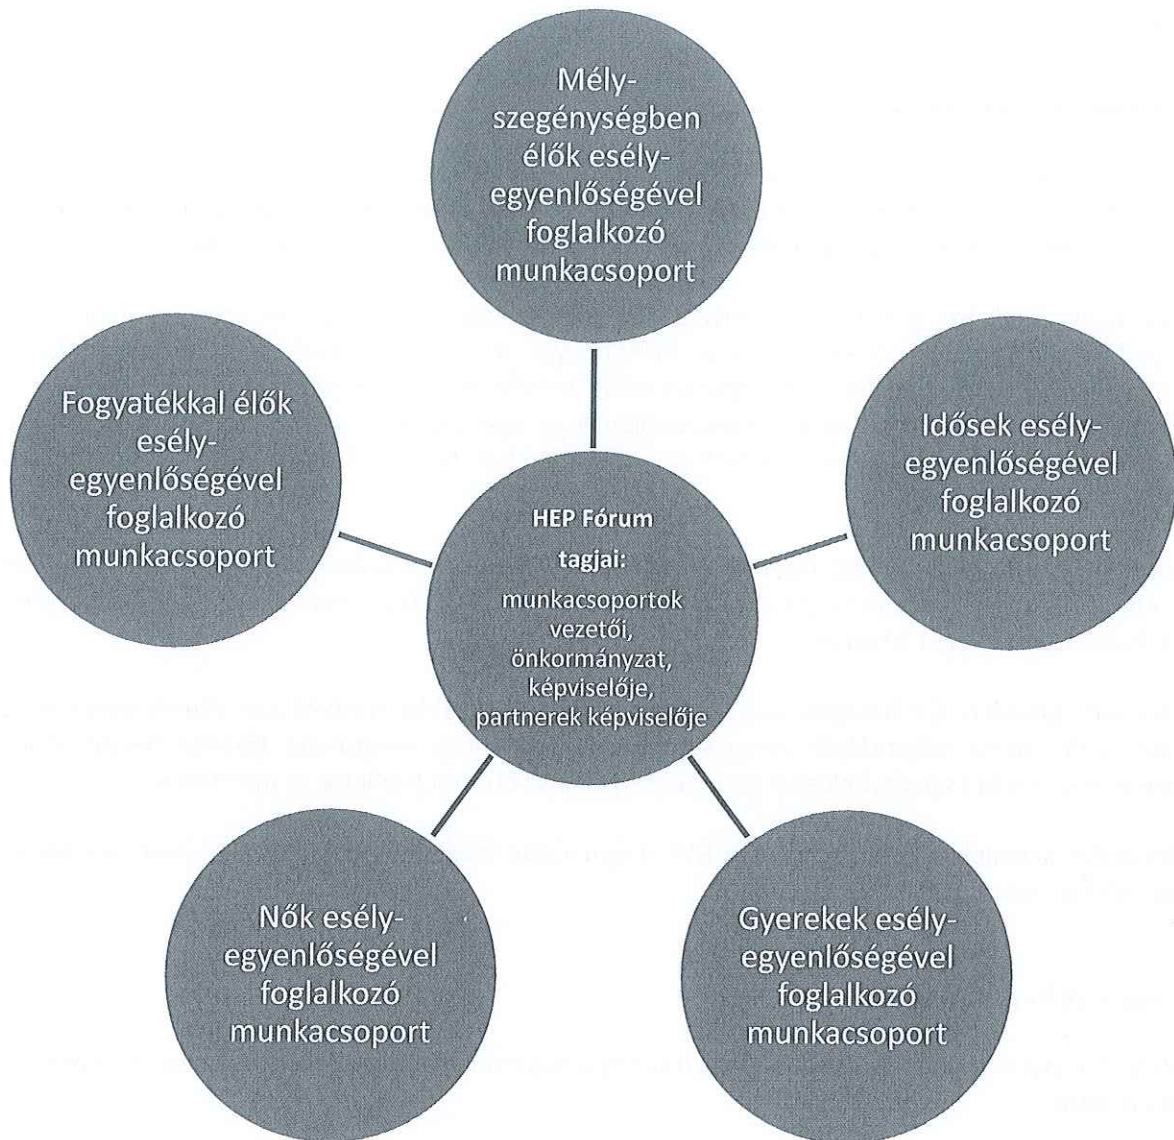 Mély-
szegénységben
élők esély-
egyenlőségével
foglalkozó
munkacsoport
Fogyatékkal élők
esély-
egyenlőségével
foglalkozó
munkacsoport
Idősek esély-
egyenlőségével
foglalkozó
munkacsoport
HEP Fórum
tagjai:
munkacsoportok
vezetői,
önkormányzat,
képviselője,
partnerek képviselője
Nők esély-
egyenlőségével
foglalkozó
munkacsoport
Gyerekek esély-
egyenlőségével
foglalkozó
munkacsoport